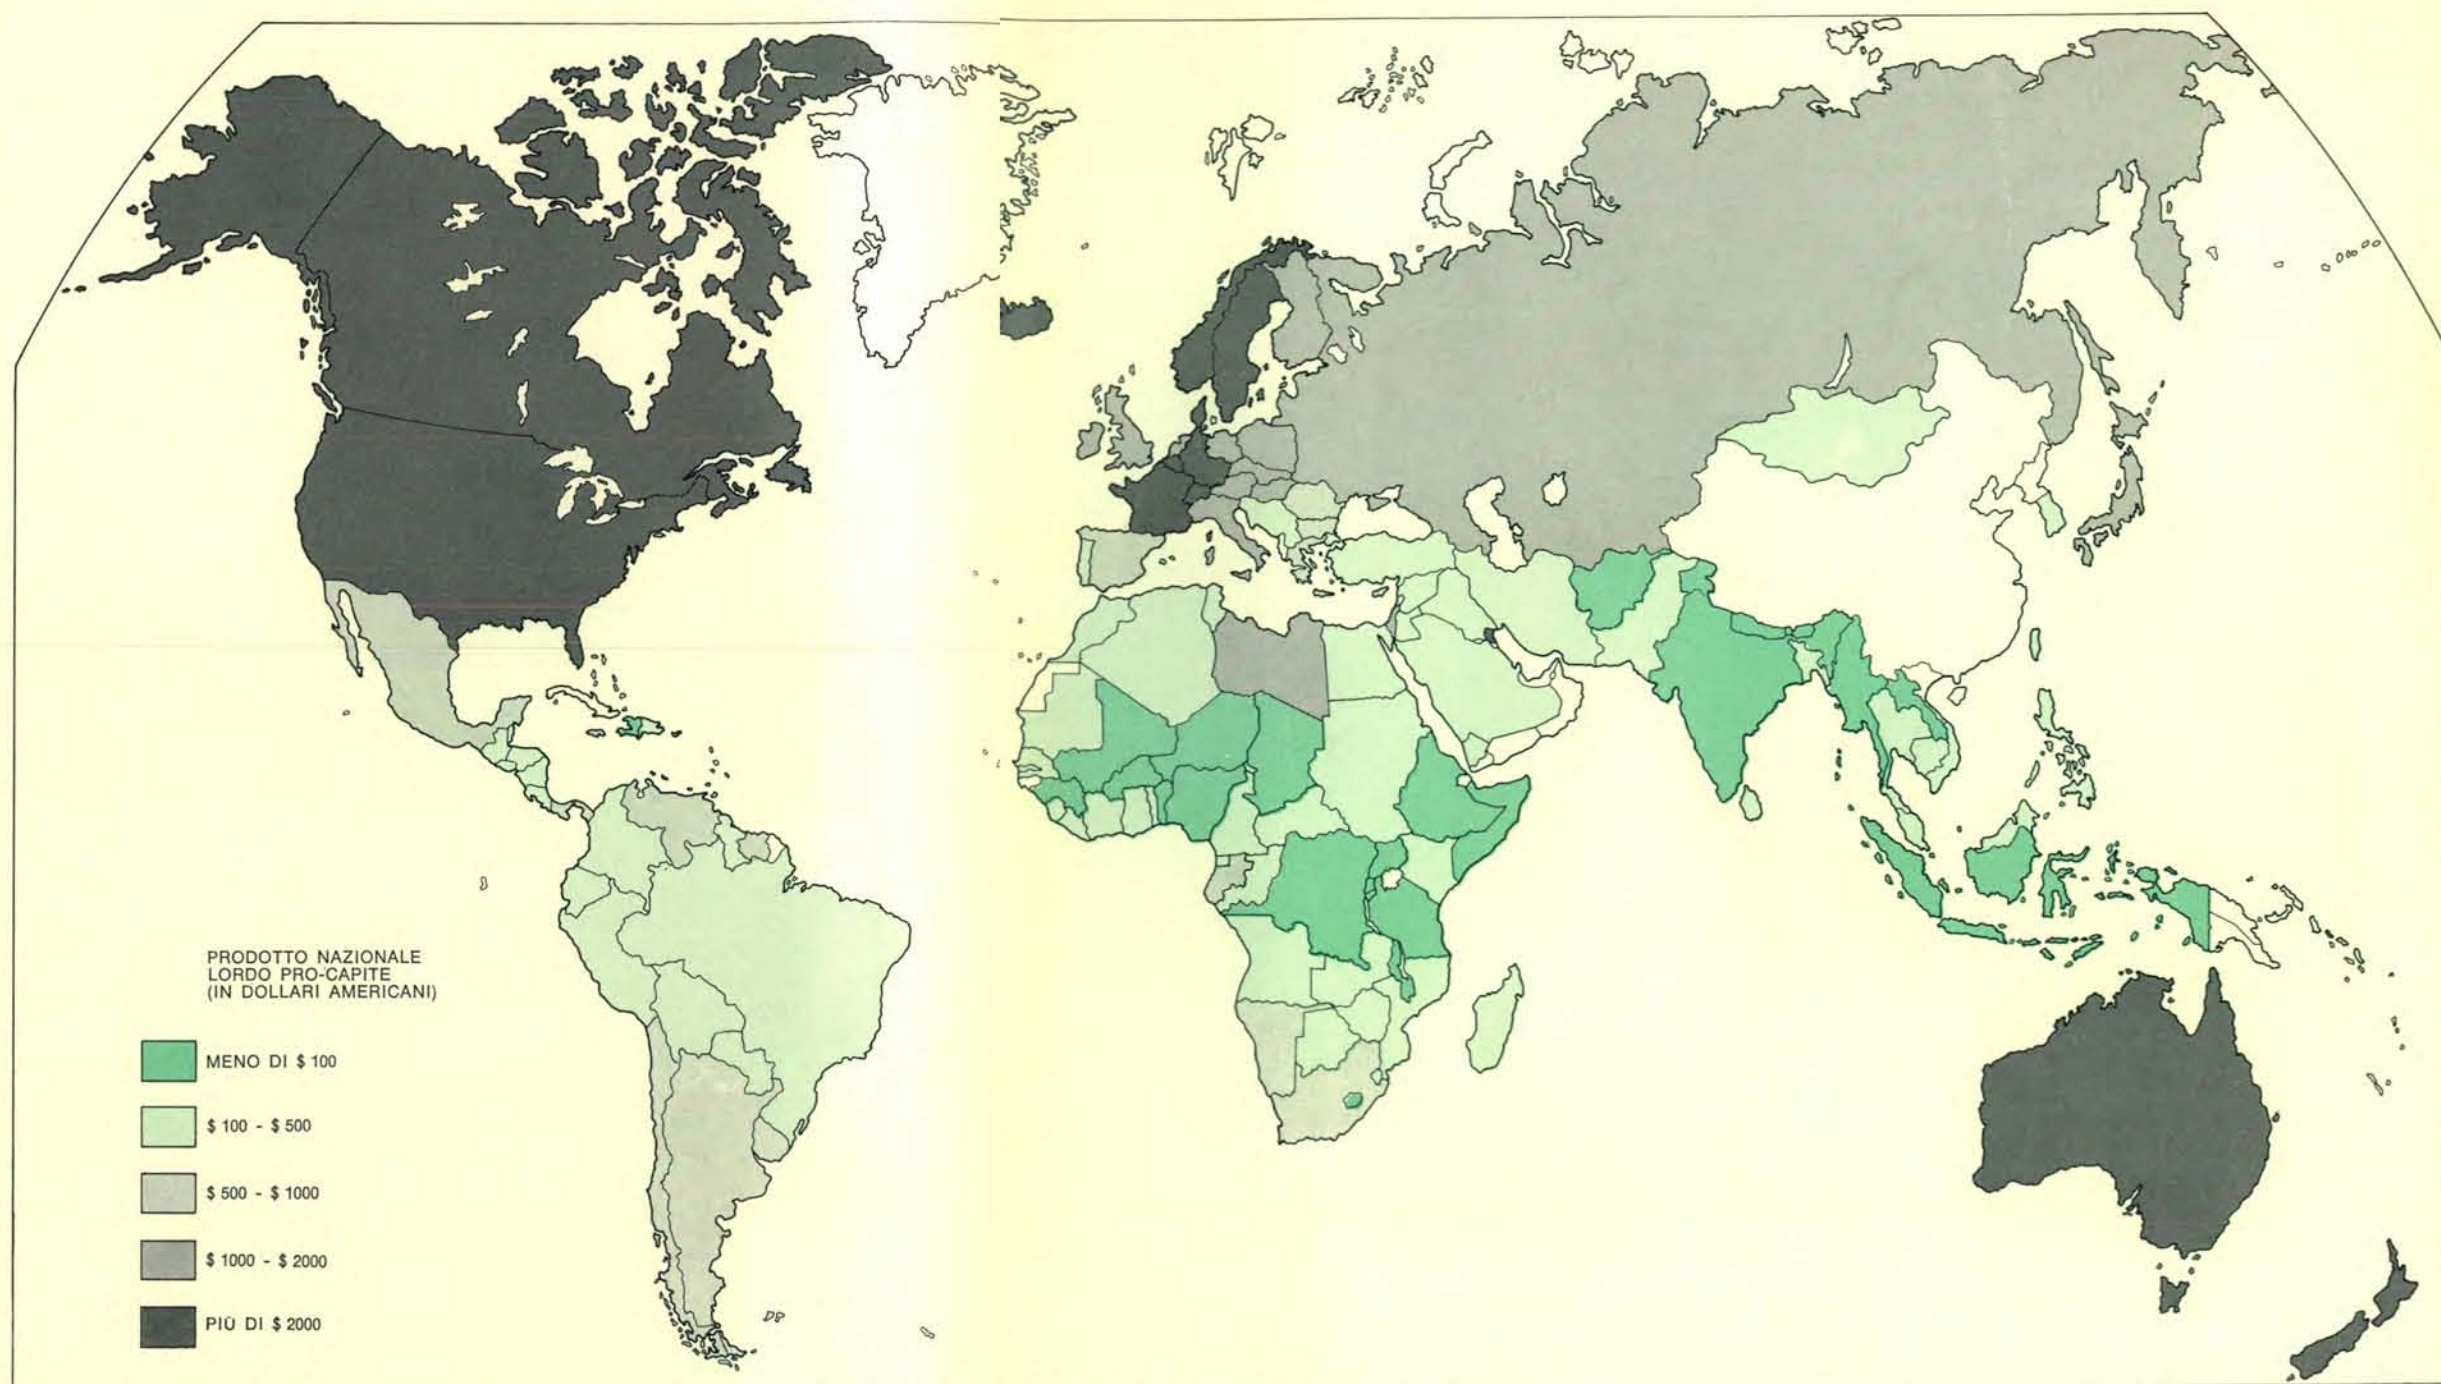 PRODOTTO NAZIONALE
LORDO PRO-CAPITE
(IN DOLLARI AMERICANI)
MENO DI $ 100
$ 100 - $ 500
$ 500 - $ 1000
$ 1000 - $ 2000
PIÙ DI $ 2000